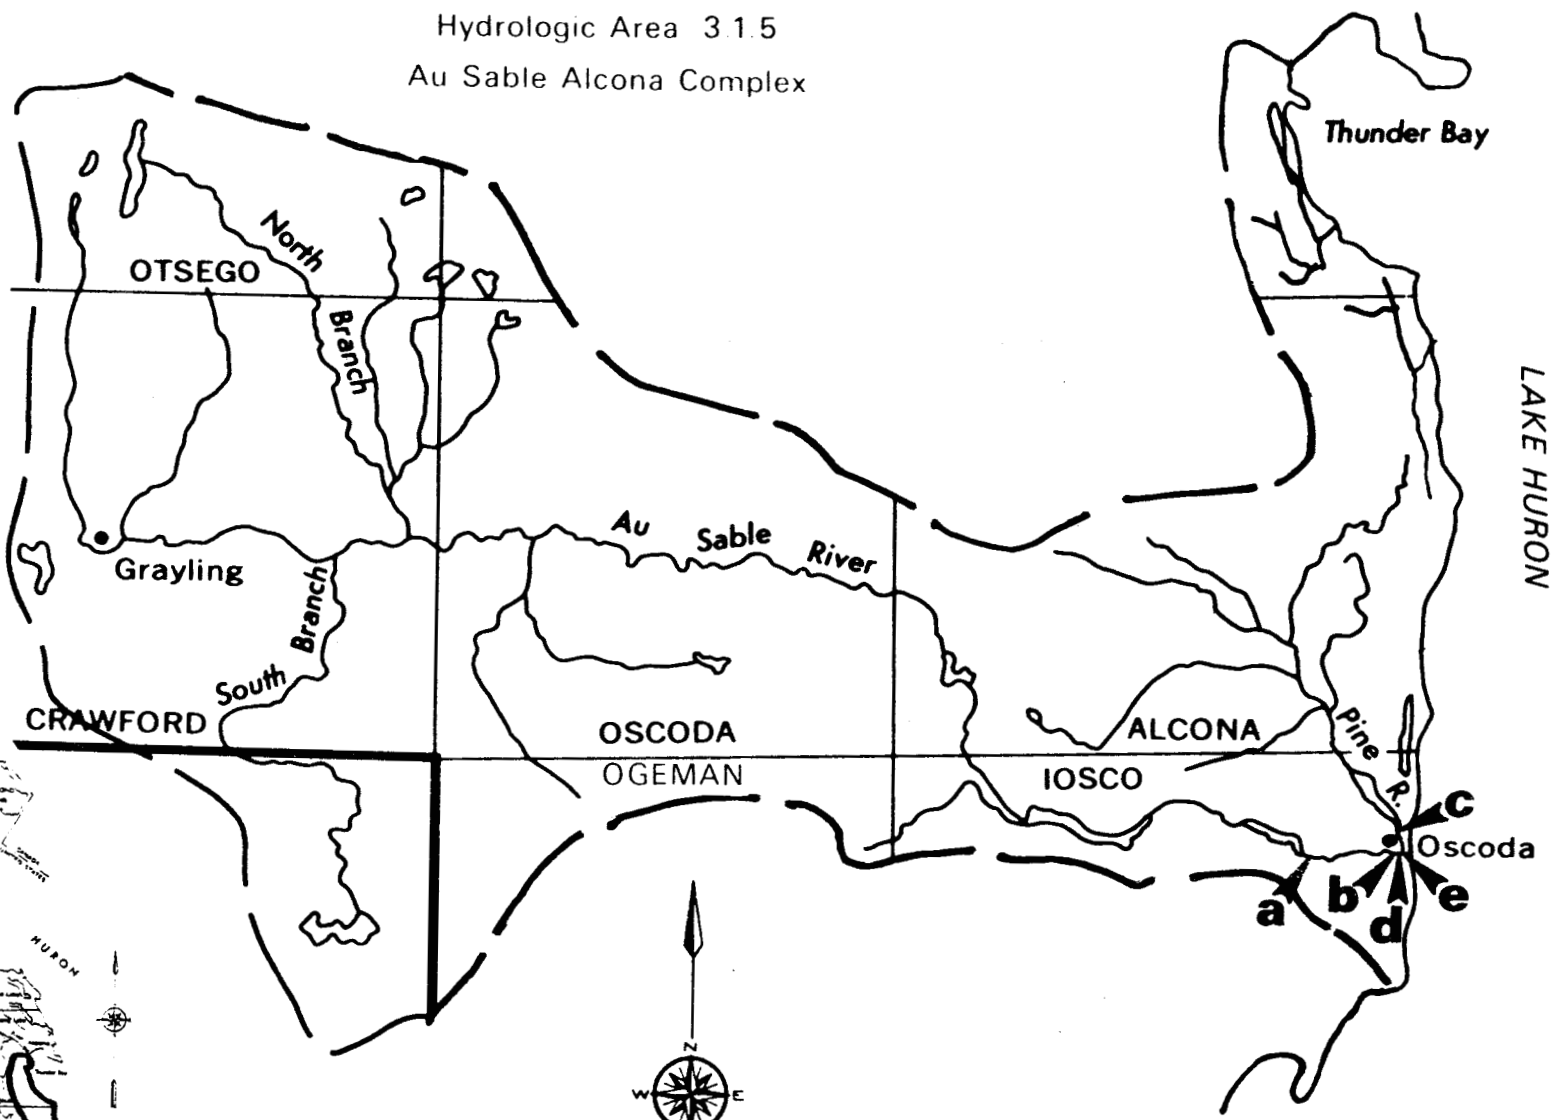 Hydrologic Area 3.1.5
Au Sable Alcona Complex
Thunder Bay
North
Branch
OTSEGO
LAKE HURON
Au Sable River
Grayling
South Branch
CRAWFORD
OSCODA
OGEMAN
ALCONA
IOSCO
Pine R.
c
Oscoda
a
b
d
e
HURON
N
W
E